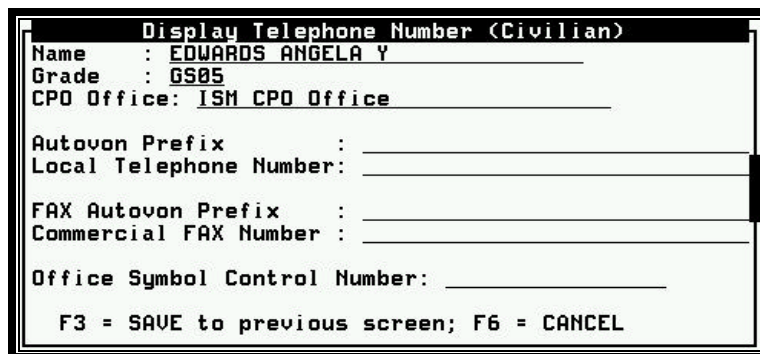 Display Telephone Number (Civilian)
Name : EDWARDS ANGELA Y
Grade : GS05
CPO Office: ISM CPO Office
Autovon Prefix :
Local Telephone Number:
FAX Autovon Prefix :
Commercial FAX Number :
Office Symbol Control Number:
F3 = SAVE to previous screen; F6 = CANCEL